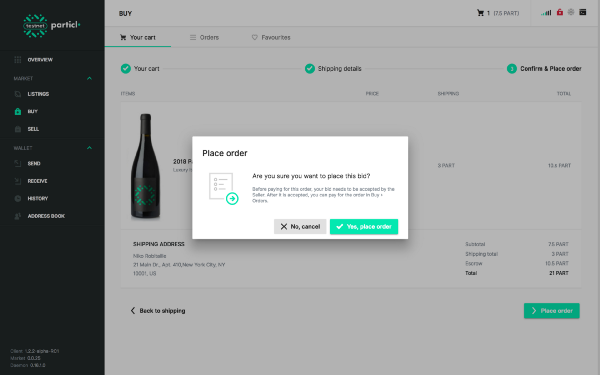 testnet particl
OVERVIEW
MARKET
LISTINGS
BUY
SELL
WALLET
SEND
RECEIVE
HISTORY
ADDRESS BOOK
BUY
1 (7.5 PART)
Your cart
Orders
Favourites
Your cart
Shipping details
3 Confirm & Place order
ITEMS PRICE SHIPPING TOTAL
2018 P
Luxury
3 PART
10.4 PART
Place order
Are you sure you want to place this bid?
Before paying for this order, your bid needs to be accepted by the
Seller. After it is accepted, you can pay for the order in Buy >
Orders.
No, cancel
Yes, place order
SHIPPING ADDRESS
Niko Robitaille
21 Main Dr., Apt. 410,New York City, NY
10001, US
Subtotal 7.5 PART
Shipping total 3 PART
Escrow 10.5 PART
Total 21 PART
Back to shipping
Place order
Client
Market
Daemon